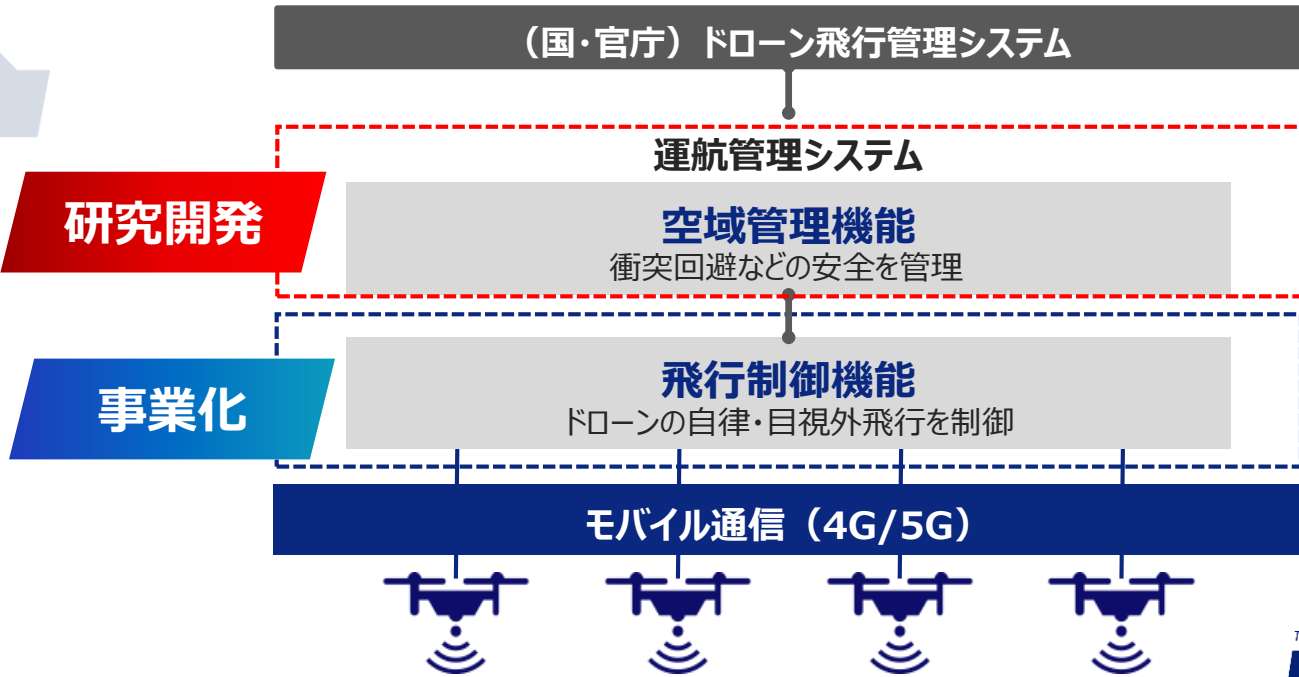 （国・官庁）ドローン飛行管理システム
運航管理システム
研究開発
空域管理機能
衝突回避などの安全を管理
事業化
飛行制御機能
ドローンの自律・目視外飛行を制御
モバイル通信（4G/5G）
T